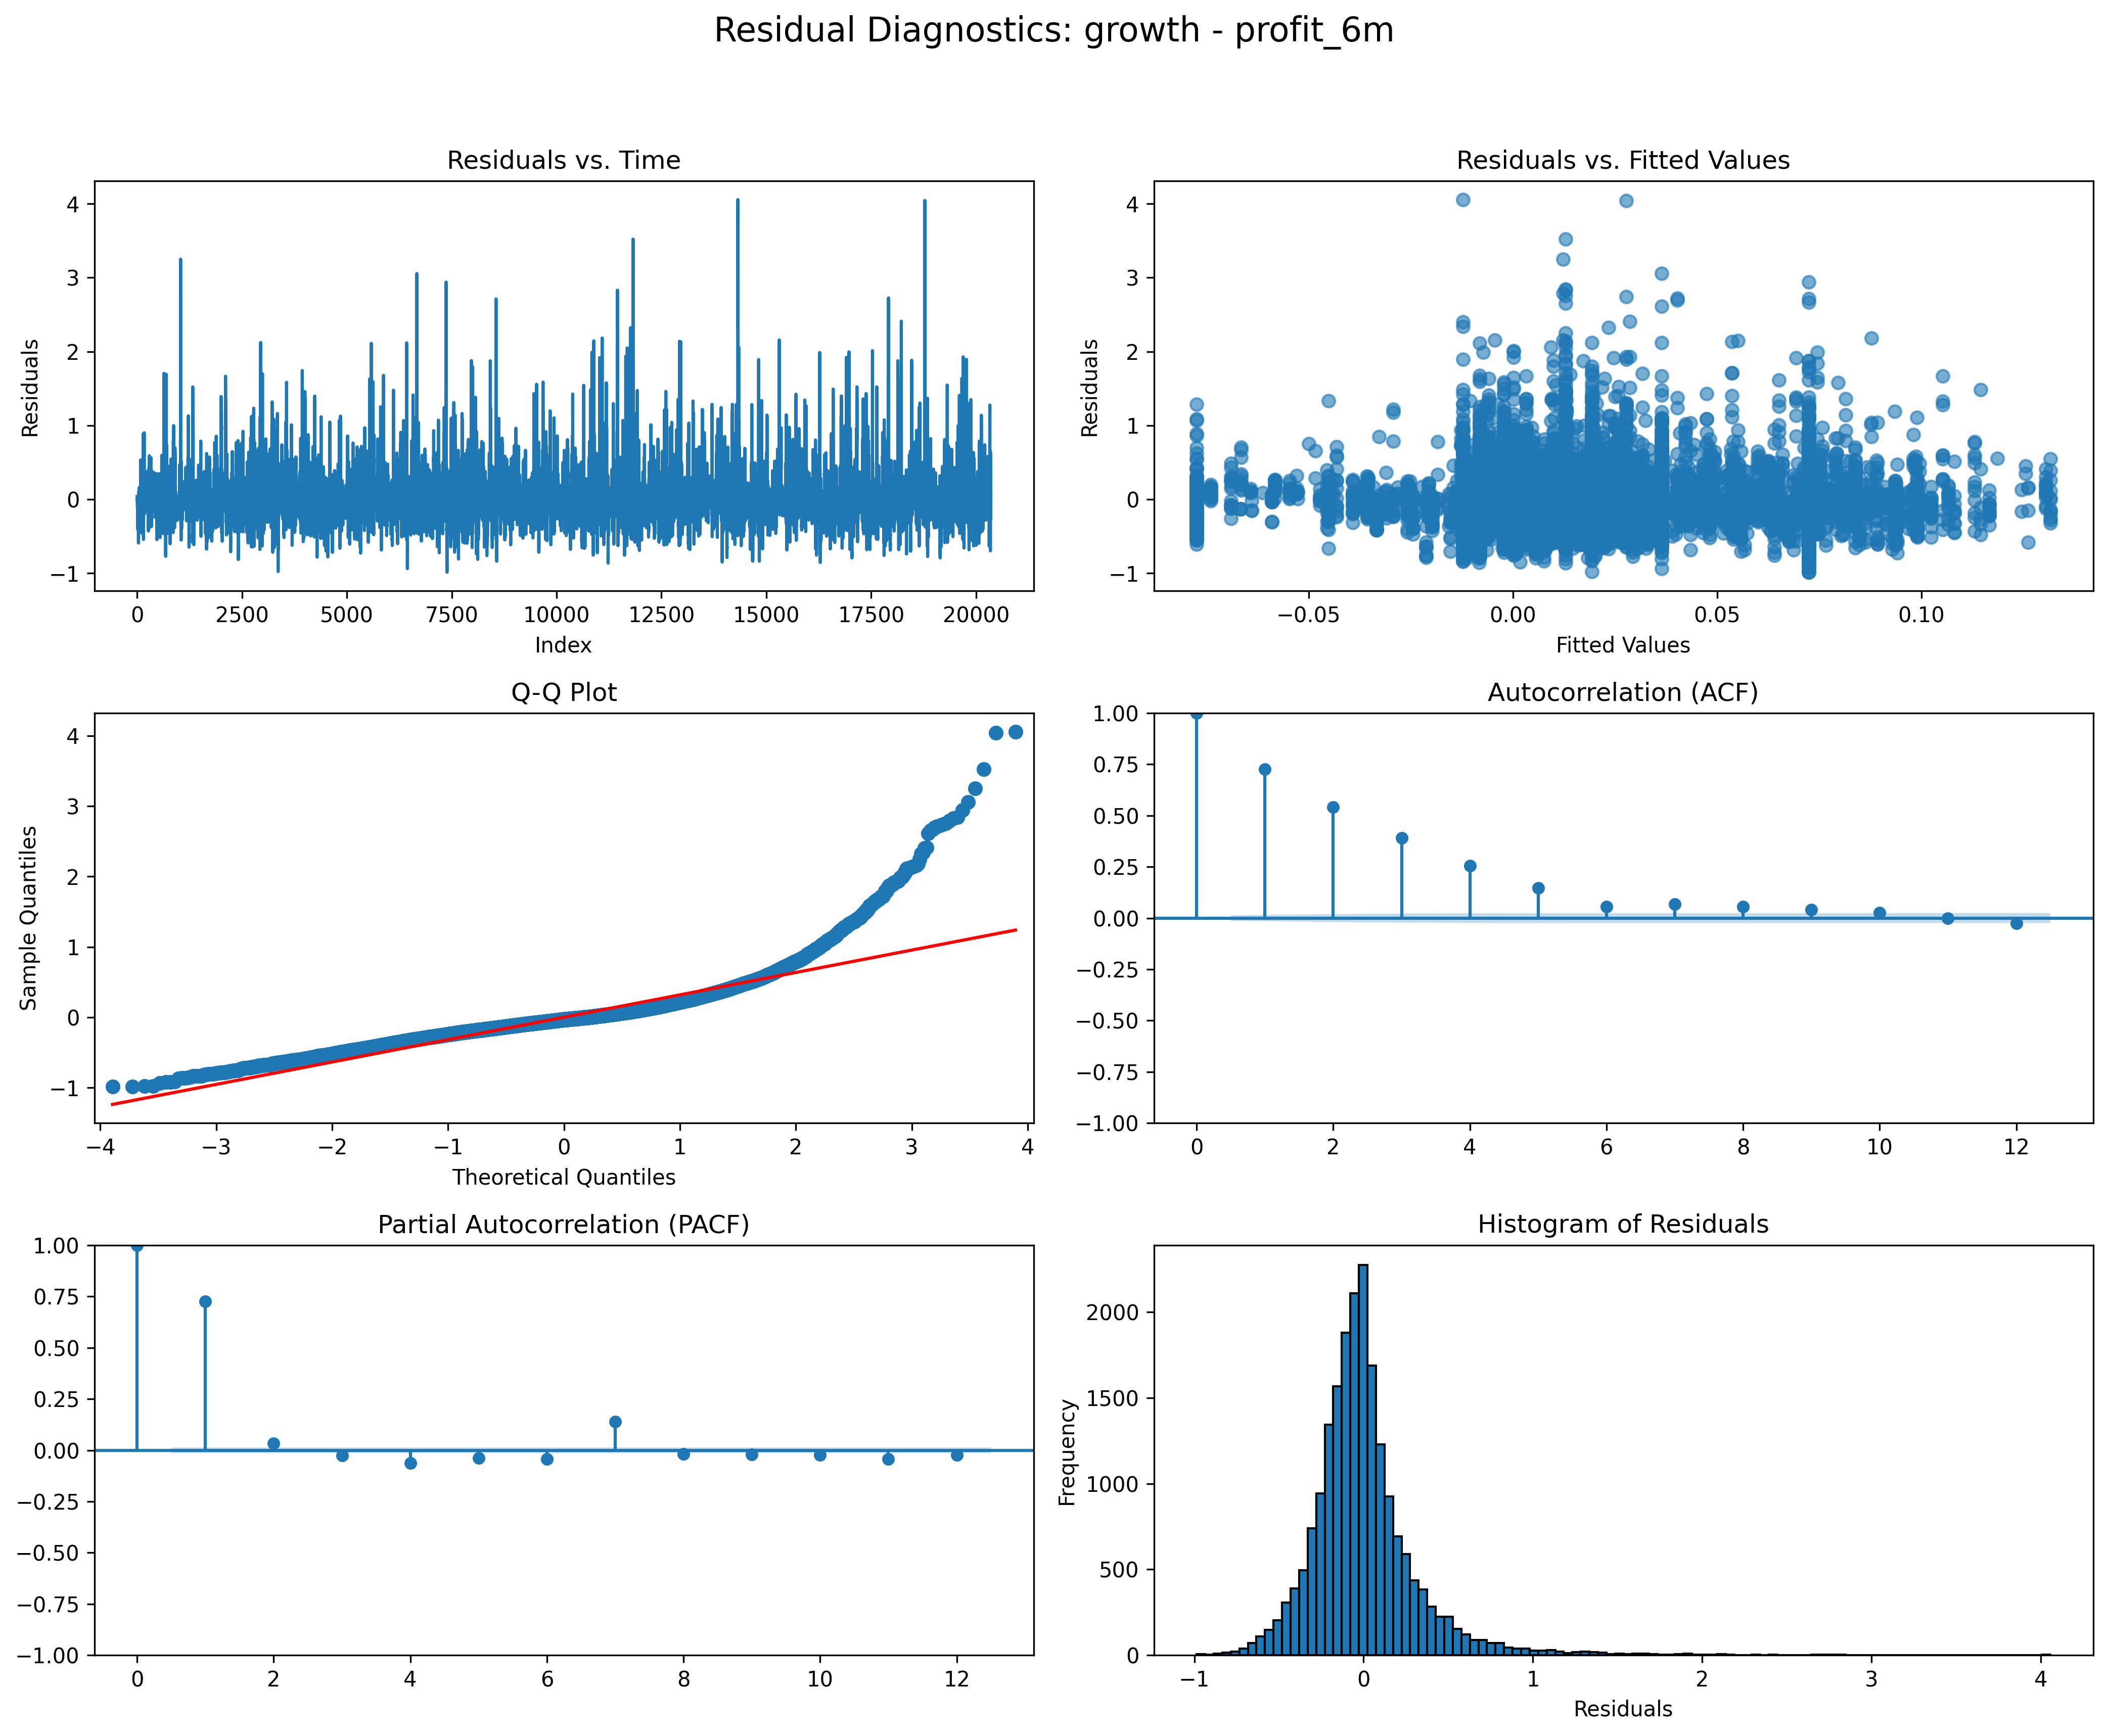 Residual Diagnostics: growth - profit_6m
Residuals vs. Time
Residuals
4
3
2
1
0
−1
0 2500 5000 7500 10000 12500 15000 17500 20000
Index
Residuals vs. Fitted Values
Residuals
4
3
2
1
0
−1
−0.05 0.00 0.05 0.10
Fitted Values
Q-Q Plot
Sample Quantiles
4
3
2
1
0
−1
−4 −3 −2 −1 0 1 2 3 4
Theoretical Quantiles
Autocorrelation (ACF)
1.00
0.75
0.50
0.25
0.00
−0.25
−0.50
−0.75
−1.00
0 2 4 6 8 10 12
Partial Autocorrelation (PACF)
1.00
0.75
0.50
0.25
0.00
−0.25
−0.50
−0.75
−1.00
0 2 4 6 8 10 12
Histogram of Residuals
Frequency
2000
1500
1000
500
0
−1 0 1 2 3 4
Residuals